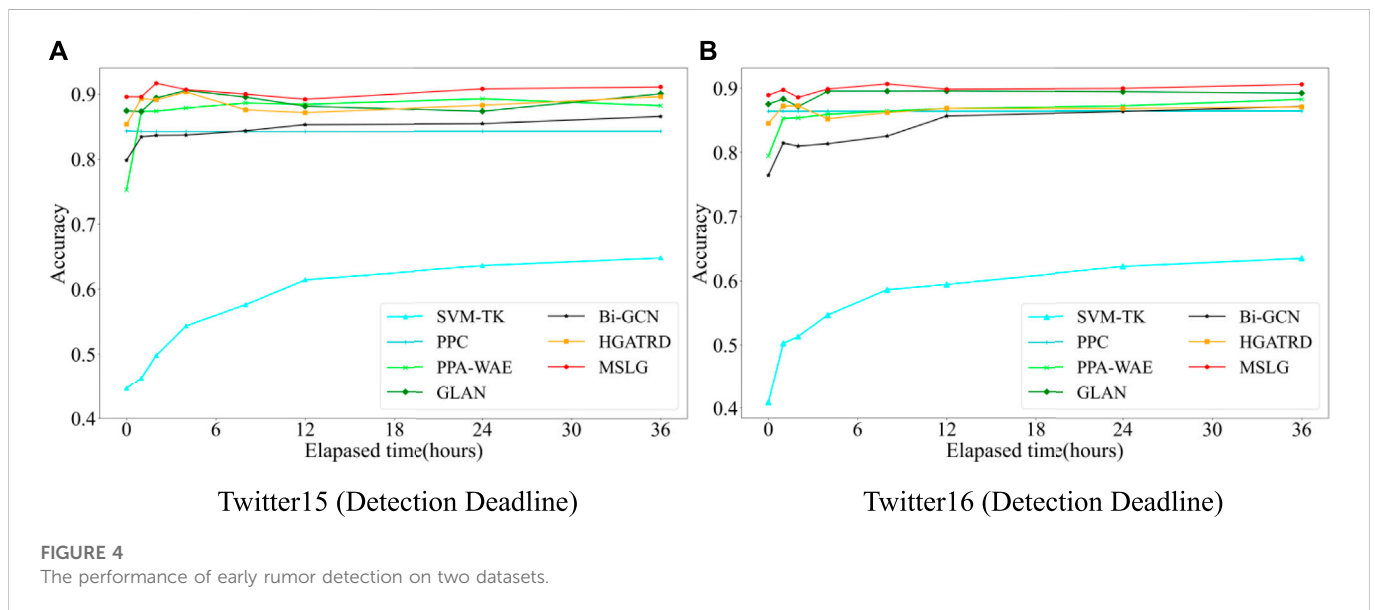 A
B
Accuracy
0.9
0.8
0.7
0.6
0.5
0.4
SVM-TK
PPC
PPA-WAE
GLAN
Bi-GCN
HGATRD
MSLG
0 6 12 18 24 30 36
Elapased time(hours)
Twitter15 (Detection Deadline)
Accuracy
0.9
0.8
0.7
0.6
0.5
0.4
SVM-TK
PPC
PPA-WAE
GLAN
Bi-GCN
HGATRD
MSLG
0 6 12 18 24 30 36
Elapased time(hours)
Twitter16 (Detection Deadline)
FIGURE 4
The performance of early rumor detection on two datasets.